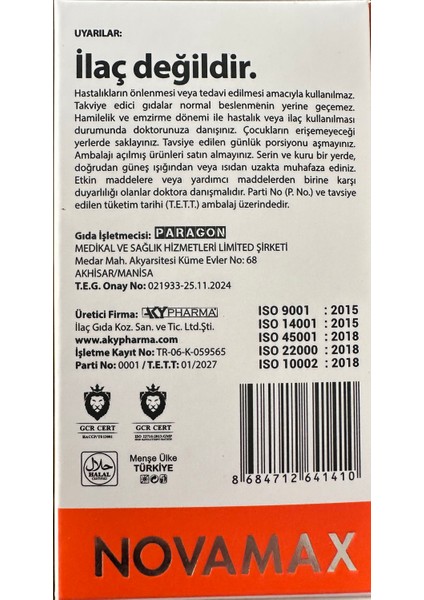 UYARILAR:
İlaç değildir.
Hastalıkların önlenmesi veya tedavi edilmesi amacıyla kullanılmaz.
Takviye edici gıdalar normal beslenmenin yerine geçemez.
Hamilelik ve emzirme dönemi ile hastalık veya ilaç kullanılması
durumunda doktorunuza danışınız. Çocukların erişemeyeceği
yerlerde saklayınız. Tavsiye edilen günlük porsiyonu aşmayınız.
Ambalajı açılmış ürünleri satın almayınız. Serin ve kuru bir yerde,
doğrudan güneş ışığından veya ısıdan uzakta muhafaza ediniz.
Etkin maddelere veya yardımcı maddelerden birine karşı
duyarlılığı olanlar doktora danışmalıdır. Parti No (P. No.) ve tavsiye
edilen tüketim tarihi (T.E.T.T.) ambalaj üzerindedir.
Gıda İşletmecisi: PARAGON
MEDİKAL VE SAĞLIK HİZMETLERİ LİMİTED ŞİRKETİ
Medar Mah. Akyarsitesi Küme Evler No: 68
AKHİSAR/MANİSA
T.E.G. Onay No: 021933-25.11.2024
Üretici Firma: AKYPHARMA
İlaç Gıda Koz. San. ve Tic. Ltd.Şti.
www.akypharma.com
İşletme Kayıt No: TR-06-K-059565
Parti No: 0001 / T.E.T.T: 01/2027
ISO 9001 : 2015
ISO 14001 : 2015
ISO 45001 : 2018
ISO 22000 : 2018
ISO 10002 : 2018
GCR CERT
GCR CERT
HALAL
Menşe Ülke
TÜRKİYE
8 684712 641410
NOVAMAX